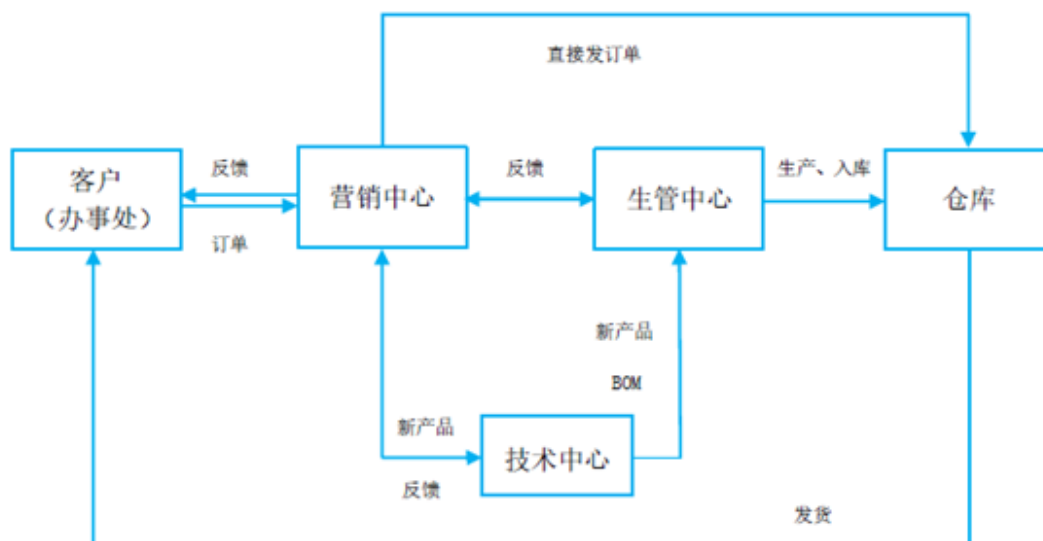 直接发订单
客户
（办事处）
反馈
订单
营销中心
反馈
生管中心
生产、入库
仓库
新产品
BOM
新产品
反馈
技术中心
发货